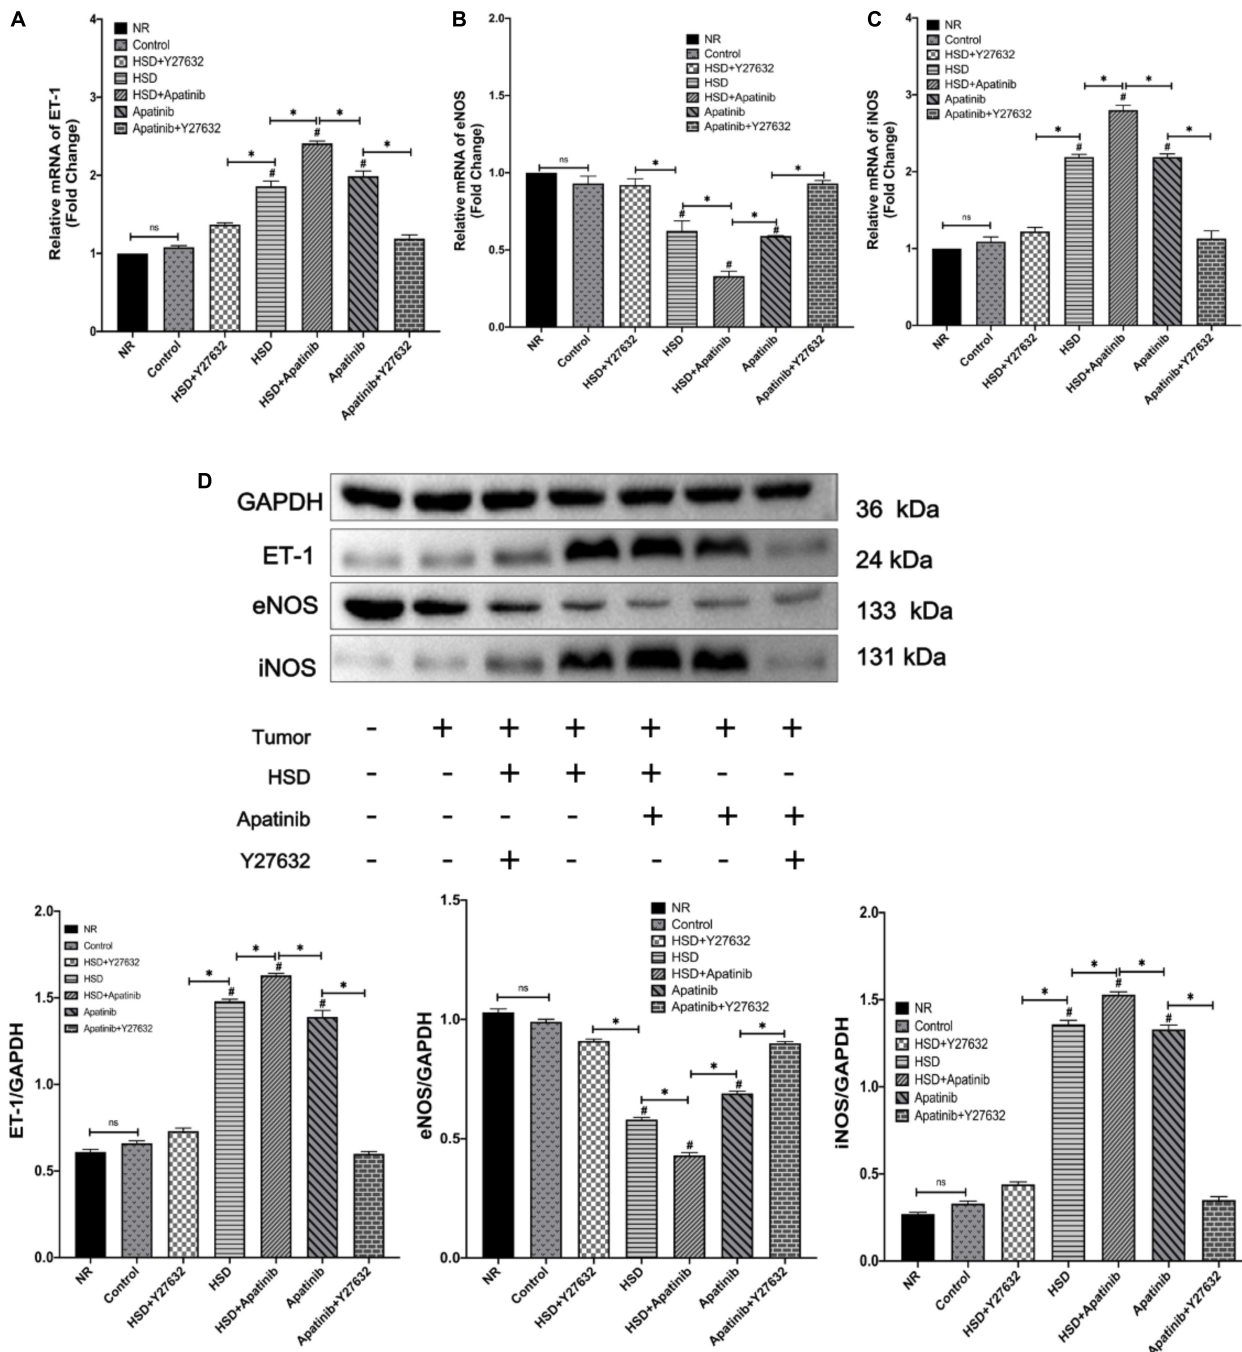 A
Relative mRNA of ET-1
(Fold Change)
4
3
2
1
0
NR
Control
HSD+Y27632
HSD
HSD+Apatinib
Apatinib
Apatinib+Y27632
ns
*
#
*
#
*
#
*
NR
Control
HSD+Y27632
HSD
HSD+Apatinib
Apatinib
Apatinib+Y27632
B
Relative mRNA of eNOS
(Fold Change)
2.0
1.5
1.0
0.5
0.0
NR
Control
HSD+Y27632
HSD
HSD+Apatinib
Apatinib
Apatinib+Y27632
ns
*
#
*
#
*
#
*
NR
Control
HSD+Y27632
HSD
HSD+Apatinib
Apatinib
Apatinib+Y27632
C
Relative mRNA of iNOS
(Fold Change)
4
3
2
1
0
NR
Control
HSD+Y27632
HSD
HSD+Apatinib
Apatinib
Apatinib+Y27632
ns
*
#
*
#
*
#
*
NR
Control
HSD+Y27632
HSD
HSD+Apatinib
Apatinib
Apatinib+Y27632
D
GAPDH 36 kDa
ET-1 24 kDa
eNOS 133 kDa
iNOS 131 kDa
Tumor - + + + + + +
HSD - - + + + - -
Apatinib - - - - + + +
Y27632 - - + - - - +
ET-1/GAPDH
2.0
1.5
1.0
0.5
0.0
NR
Control
HSD+Y27632
HSD
HSD+Apatinib
Apatinib
Apatinib+Y27632
ns
*
#
*
#
*
#
*
NR
Control
HSD+Y27632
HSD
HSD+Apatinib
Apatinib
Apatinib+Y27632
eNOS/GAPDH
1.5
1.0
0.5
0.0
NR
Control
HSD+Y27632
HSD
HSD+Apatinib
Apatinib
Apatinib+Y27632
ns
*
#
*
#
*
#
*
NR
Control
HSD+Y27632
HSD
HSD+Apatinib
Apatinib
Apatinib+Y27632
iNOS/GAPDH
2.0
1.5
1.0
0.5
0.0
NR
Control
HSD+Y27632
HSD
HSD+Apatinib
Apatinib
Apatinib+Y27632
ns
*
#
*
#
*
#
*
NR
Control
HSD+Y27632
HSD
HSD+Apatinib
Apatinib
Apatinib+Y27632